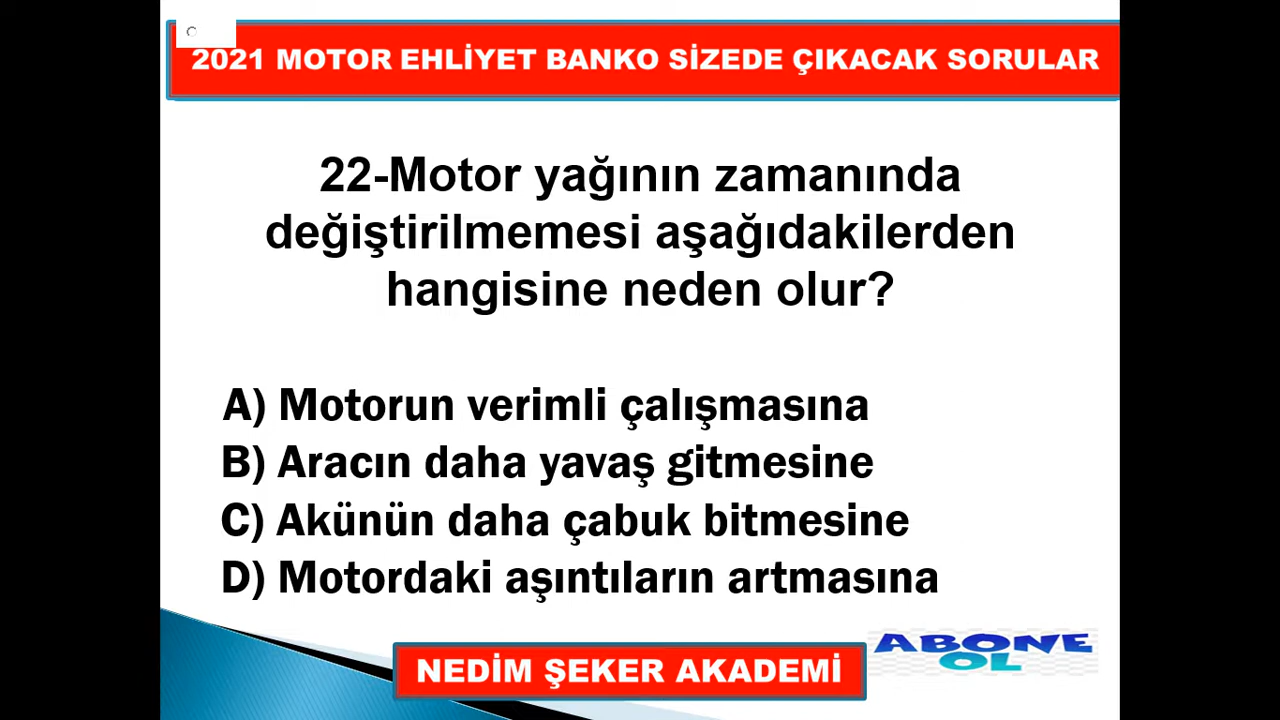 2021 MOTOR EHLİYET BANKO SİZEDE ÇIKACAK SORULAR
22-Motor yağının zamanında
değiştirilmemesi aşağıdakilerden
hangisine neden olur?
A) Motorun verimli çalışmasına
B) Aracın daha yavaş gitmesine
C) Akünün daha çabuk bitmesine
D) Motordaki aşıntıların artmasına
NEDİM ŞEKER AKADEMİ
ABONE
OL